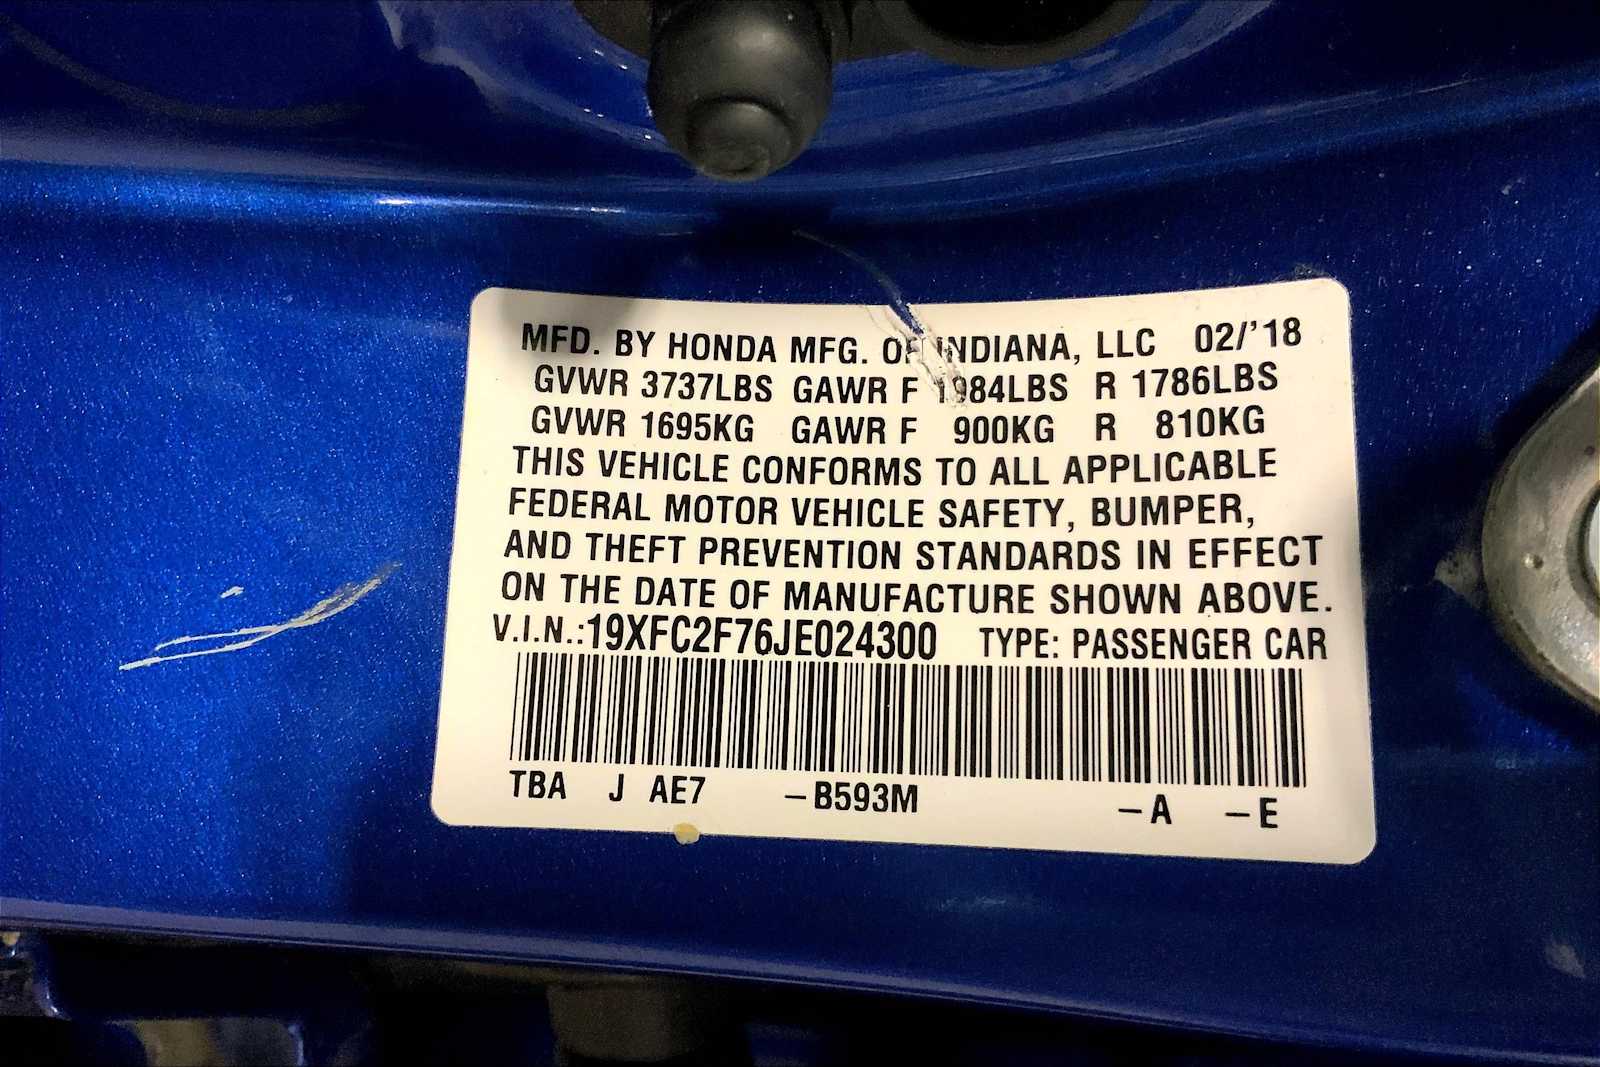 MFD. BY HONDA MFG. OF INDIANA, LLC 02/'18
GVWR 3737LBS GAWR F 1984LBS R 1786LBS
GVWR 1695KG GAWR F 900KG R 810KG
THIS VEHICLE CONFORMS TO ALL APPLICABLE
FEDERAL MOTOR VEHICLE SAFETY, BUMPER,
AND THEFT PREVENTION STANDARDS IN EFFECT
ON THE DATE OF MANUFACTURE SHOWN ABOVE.
V.I.N.:19XFC2F76JE024300 TYPE: PASSENGER CAR
TBA J AE7 -B593M -A -E